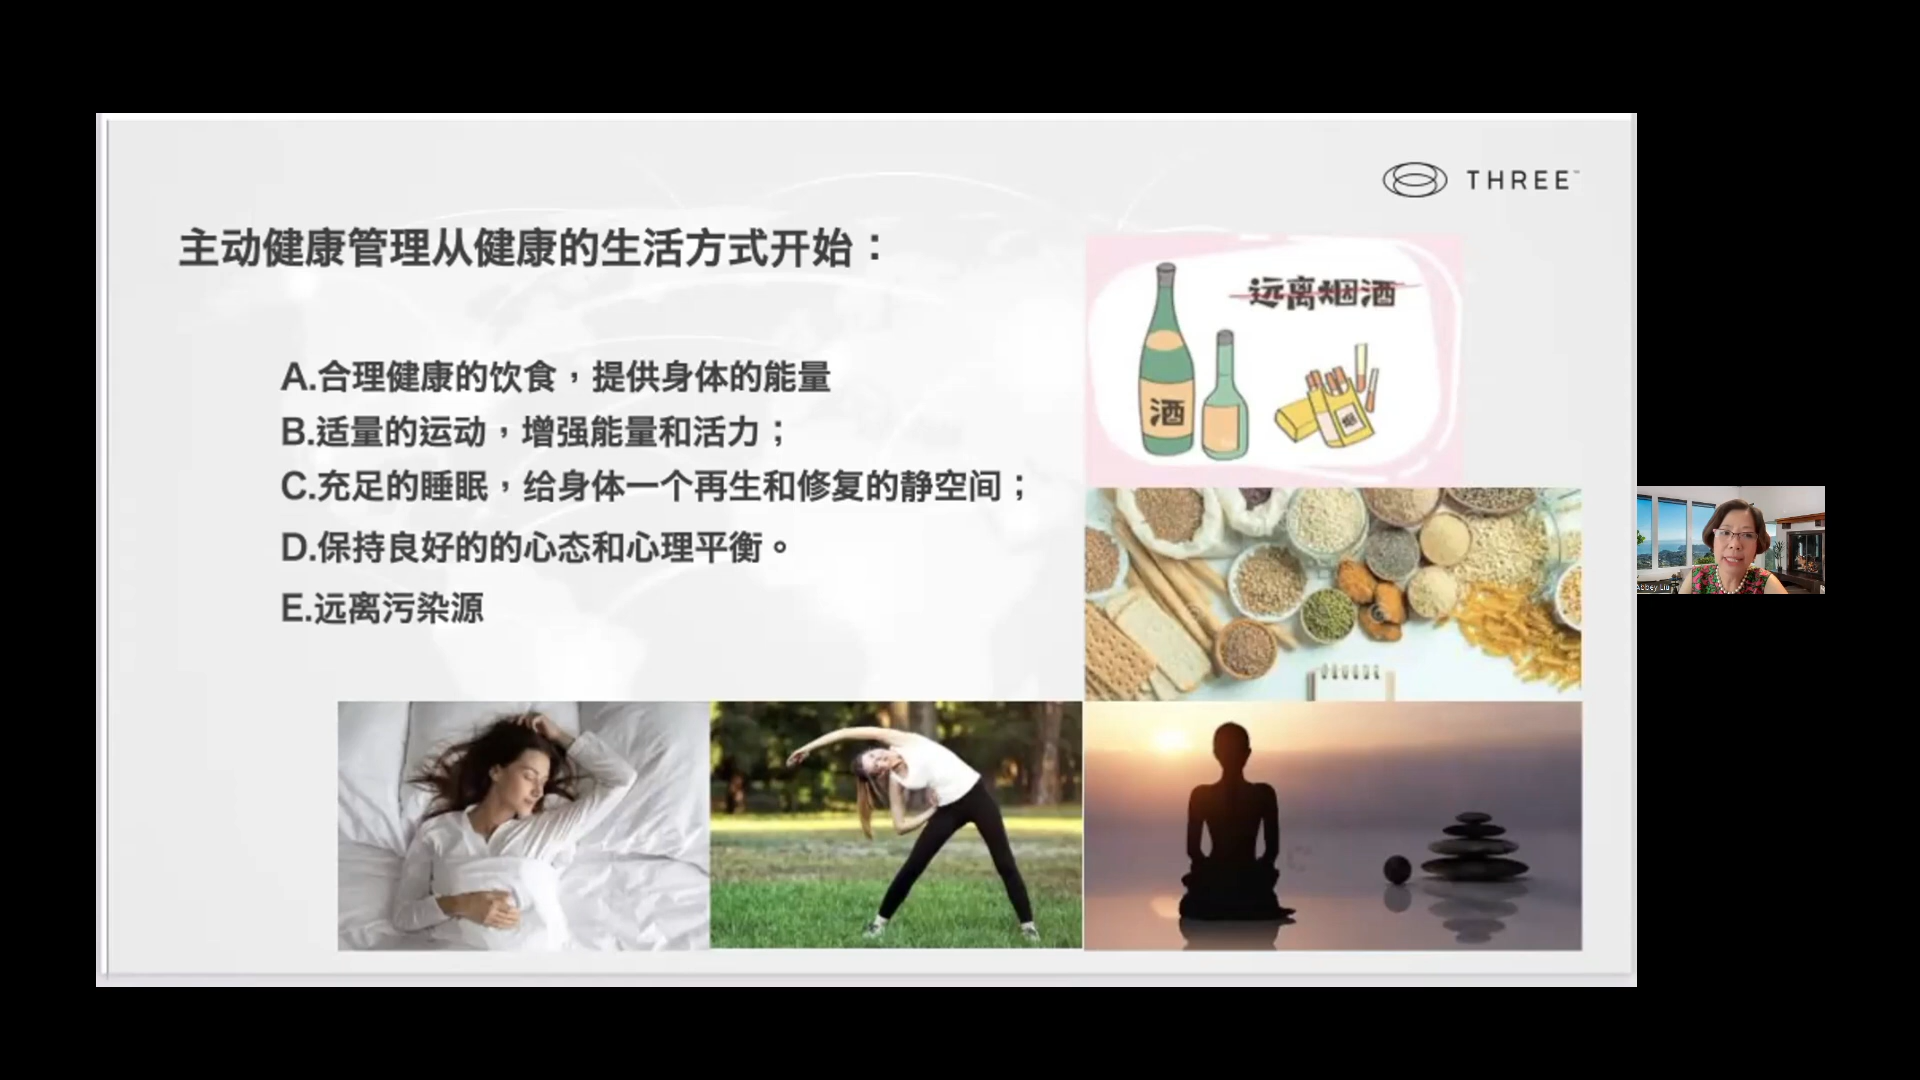 THREE™
主动健康管理从健康的生活方式开始：
远离烟酒
酒
烟
A.合理健康的饮食，提供身体的能量
B.适量的运动，增强能量和活力；
C.充足的睡眠，给身体一个再生和修复的静空间；
D.保持良好的的心态和心理平衡。
E.远离污染源
Abbey Liu